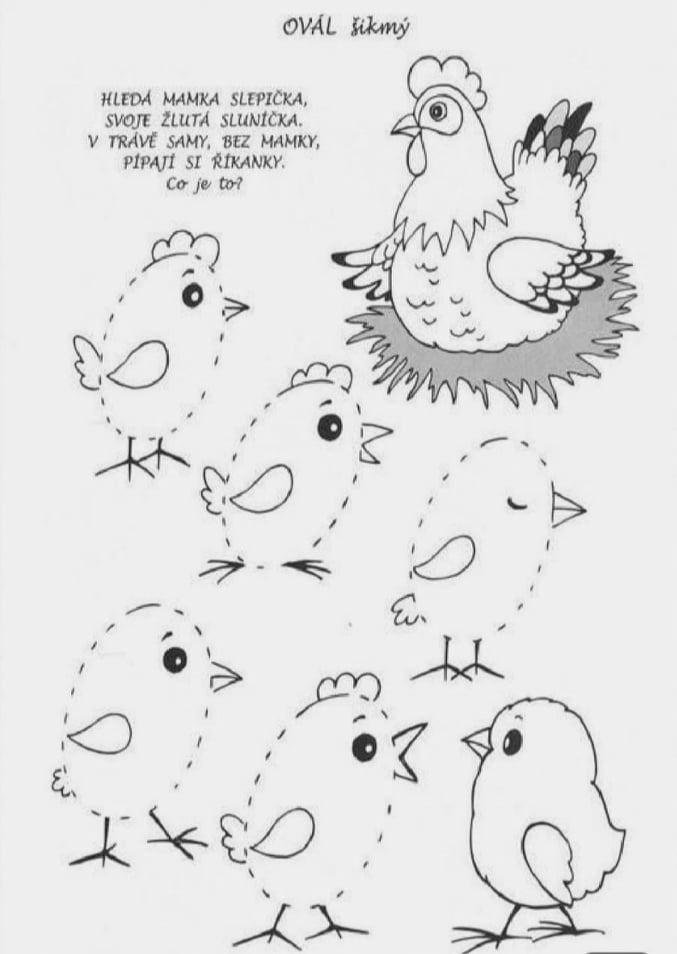 OVÁL šikmý
HLEDÁ MAMKA SLEPIČKA,
SVOJE ŽLUTÁ SLUNÍČKA.
V TRÁVĚ SAMY, BEZ MAMKY,
PÍPAJÍ SI ŘÍKANKY.
Co je to?